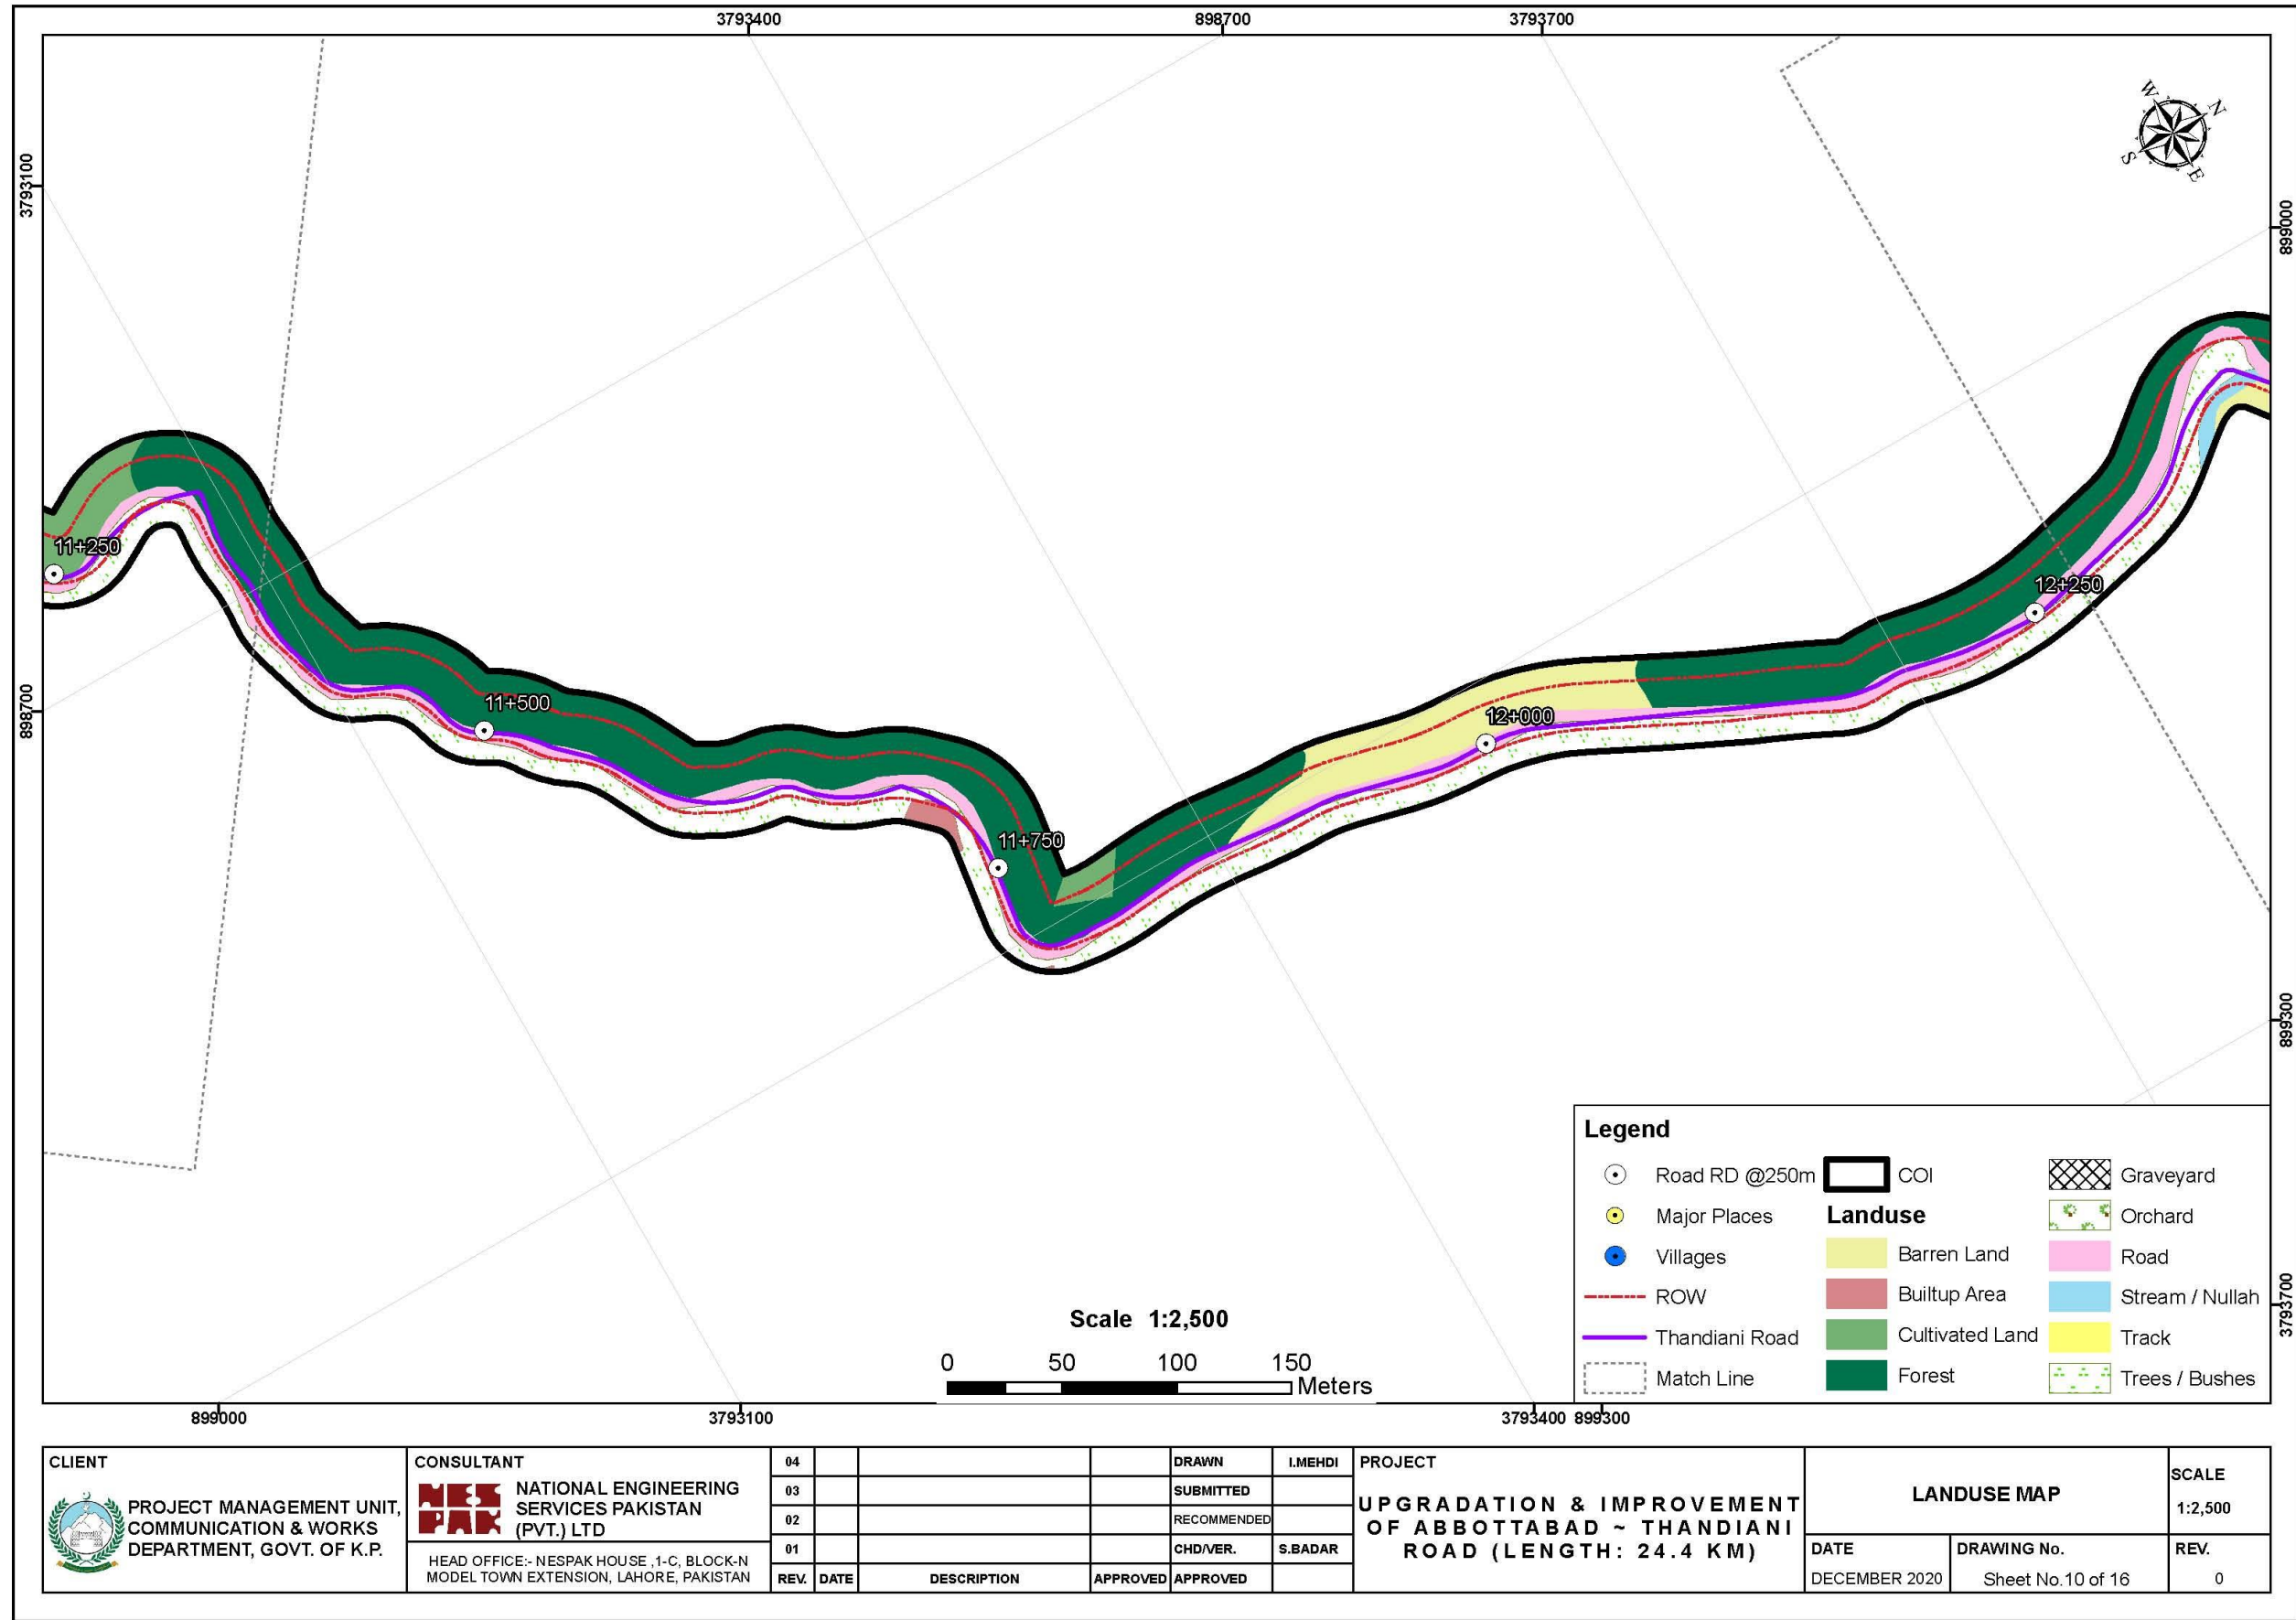 3793400
898700
3793700
3793100
W
N
S
E
899000
11+250
12+250
898700
11+500
12+000
11+750
899300
Legend
Road RD @250m
COI
Graveyard
Major Places
Landuse
Orchard
Villages
Barren Land
Road
ROW
Builtup Area
Stream / Nullah
Thandiani Road
Cultivated Land
Track
Match Line
Forest
Trees / Bushes
3793700
Scale 1:2,500
0 50 100 150
Meters
899000
3793100
3793400
899300
CLIENT
PROJECT MANAGEMENT UNIT,
COMMUNICATION & WORKS
DEPARTMENT, GOVT. OF K.P.
CONSULTANT
NES
PAK
NATIONAL ENGINEERING
SERVICES PAKISTAN
(PVT.) LTD
HEAD OFFICE:- NESPAK HOUSE ,1-C, BLOCK-N
MODEL TOWN EXTENSION, LAHORE, PAKISTAN
04 DRAWN I.MEHDI
03 SUBMITTED
02 RECOMMENDED
01 CHD/VER. S.BADAR
REV. DATE DESCRIPTION APPROVED APPROVED
PROJECT
UPGRADATION & IMPROVEMENT
OF ABBOTTABAD ~ THANDIANI
ROAD (LENGTH: 24.4 KM)
LANDUSE MAP
SCALE
1:2,500
DATE
DECEMBER 2020
DRAWING No.
Sheet No.10 of 16
REV.
0